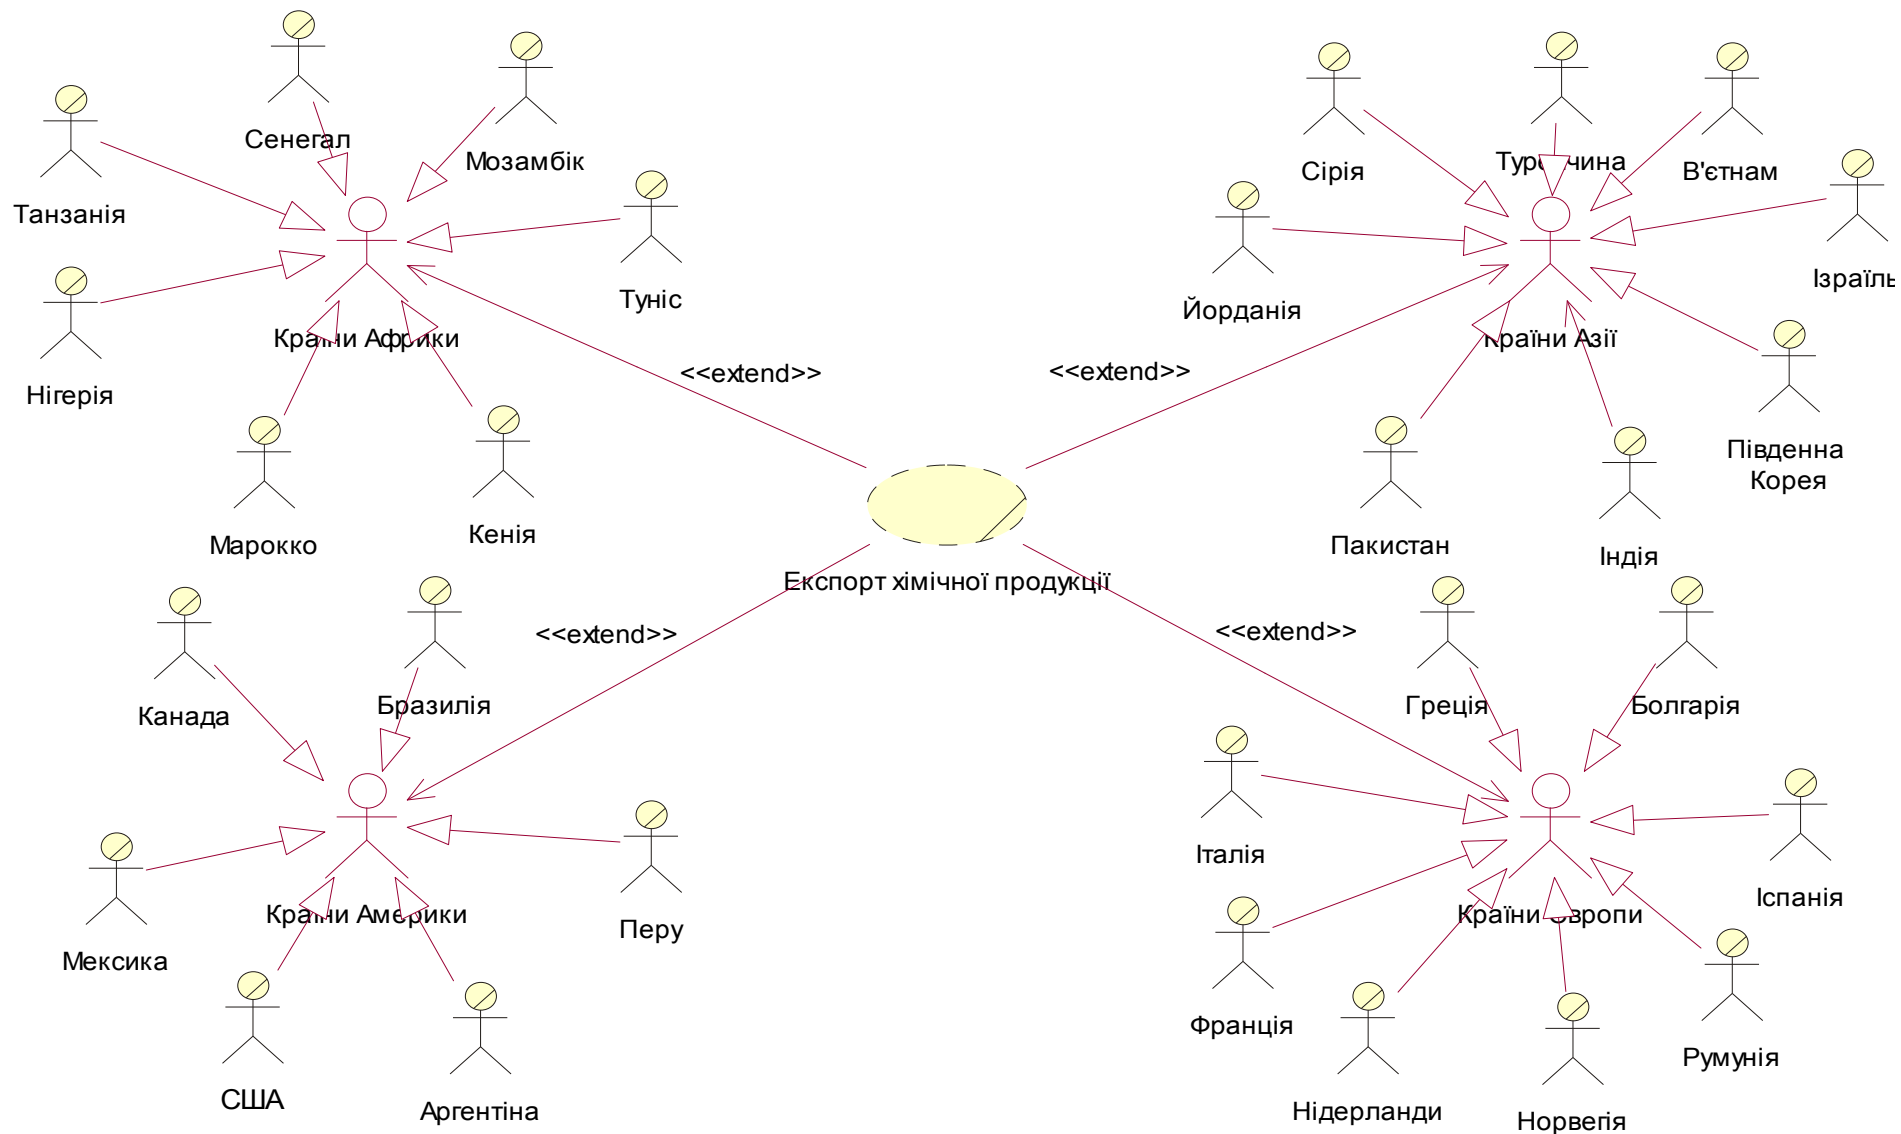 Сенегал
Мозамбік
Танзанія
Туніс
Нігерія
Країни Африки
Марокко
Кенія
<<extend>>
Сірія
Туреччина
В'єтнам
Ізраїль
Йорданія
Країни Азії
<<extend>>
Південна
Корея
Пакистан
Індія
Експорт хімічної продукції
Канада
Бразилія
<<extend>>
Країни Америки
Мексика
Перу
США
Аргентіна
<<extend>>
Греція
Болгарія
Італія
Іспанія
Країни Європи
Франція
Румунія
Нідерланди
Норвегія